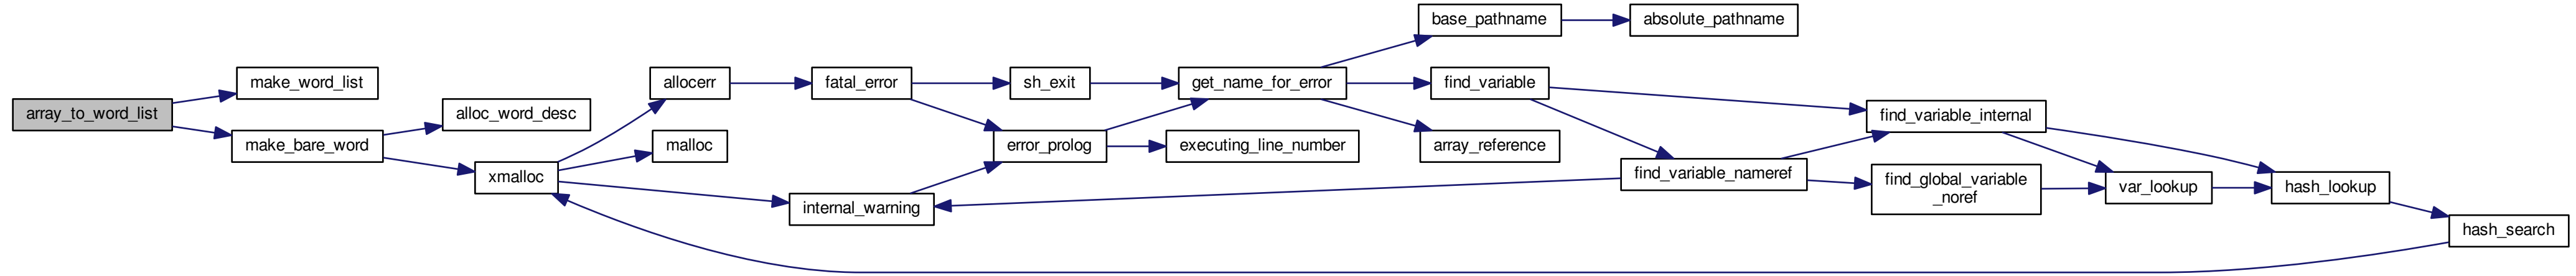 array_to_word_list
make_word_list
make_bare_word
alloc_word_desc
xmalloc
allocerr
malloc
internal_warning
fatal_error
sh_exit
error_prolog
get_name_for_error
executing_line_number
base_pathname
absolute_pathname
find_variable
array_reference
find_variable_nameref
find_variable_internal
find_global_variable
_noref
var_lookup
hash_lookup
hash_search